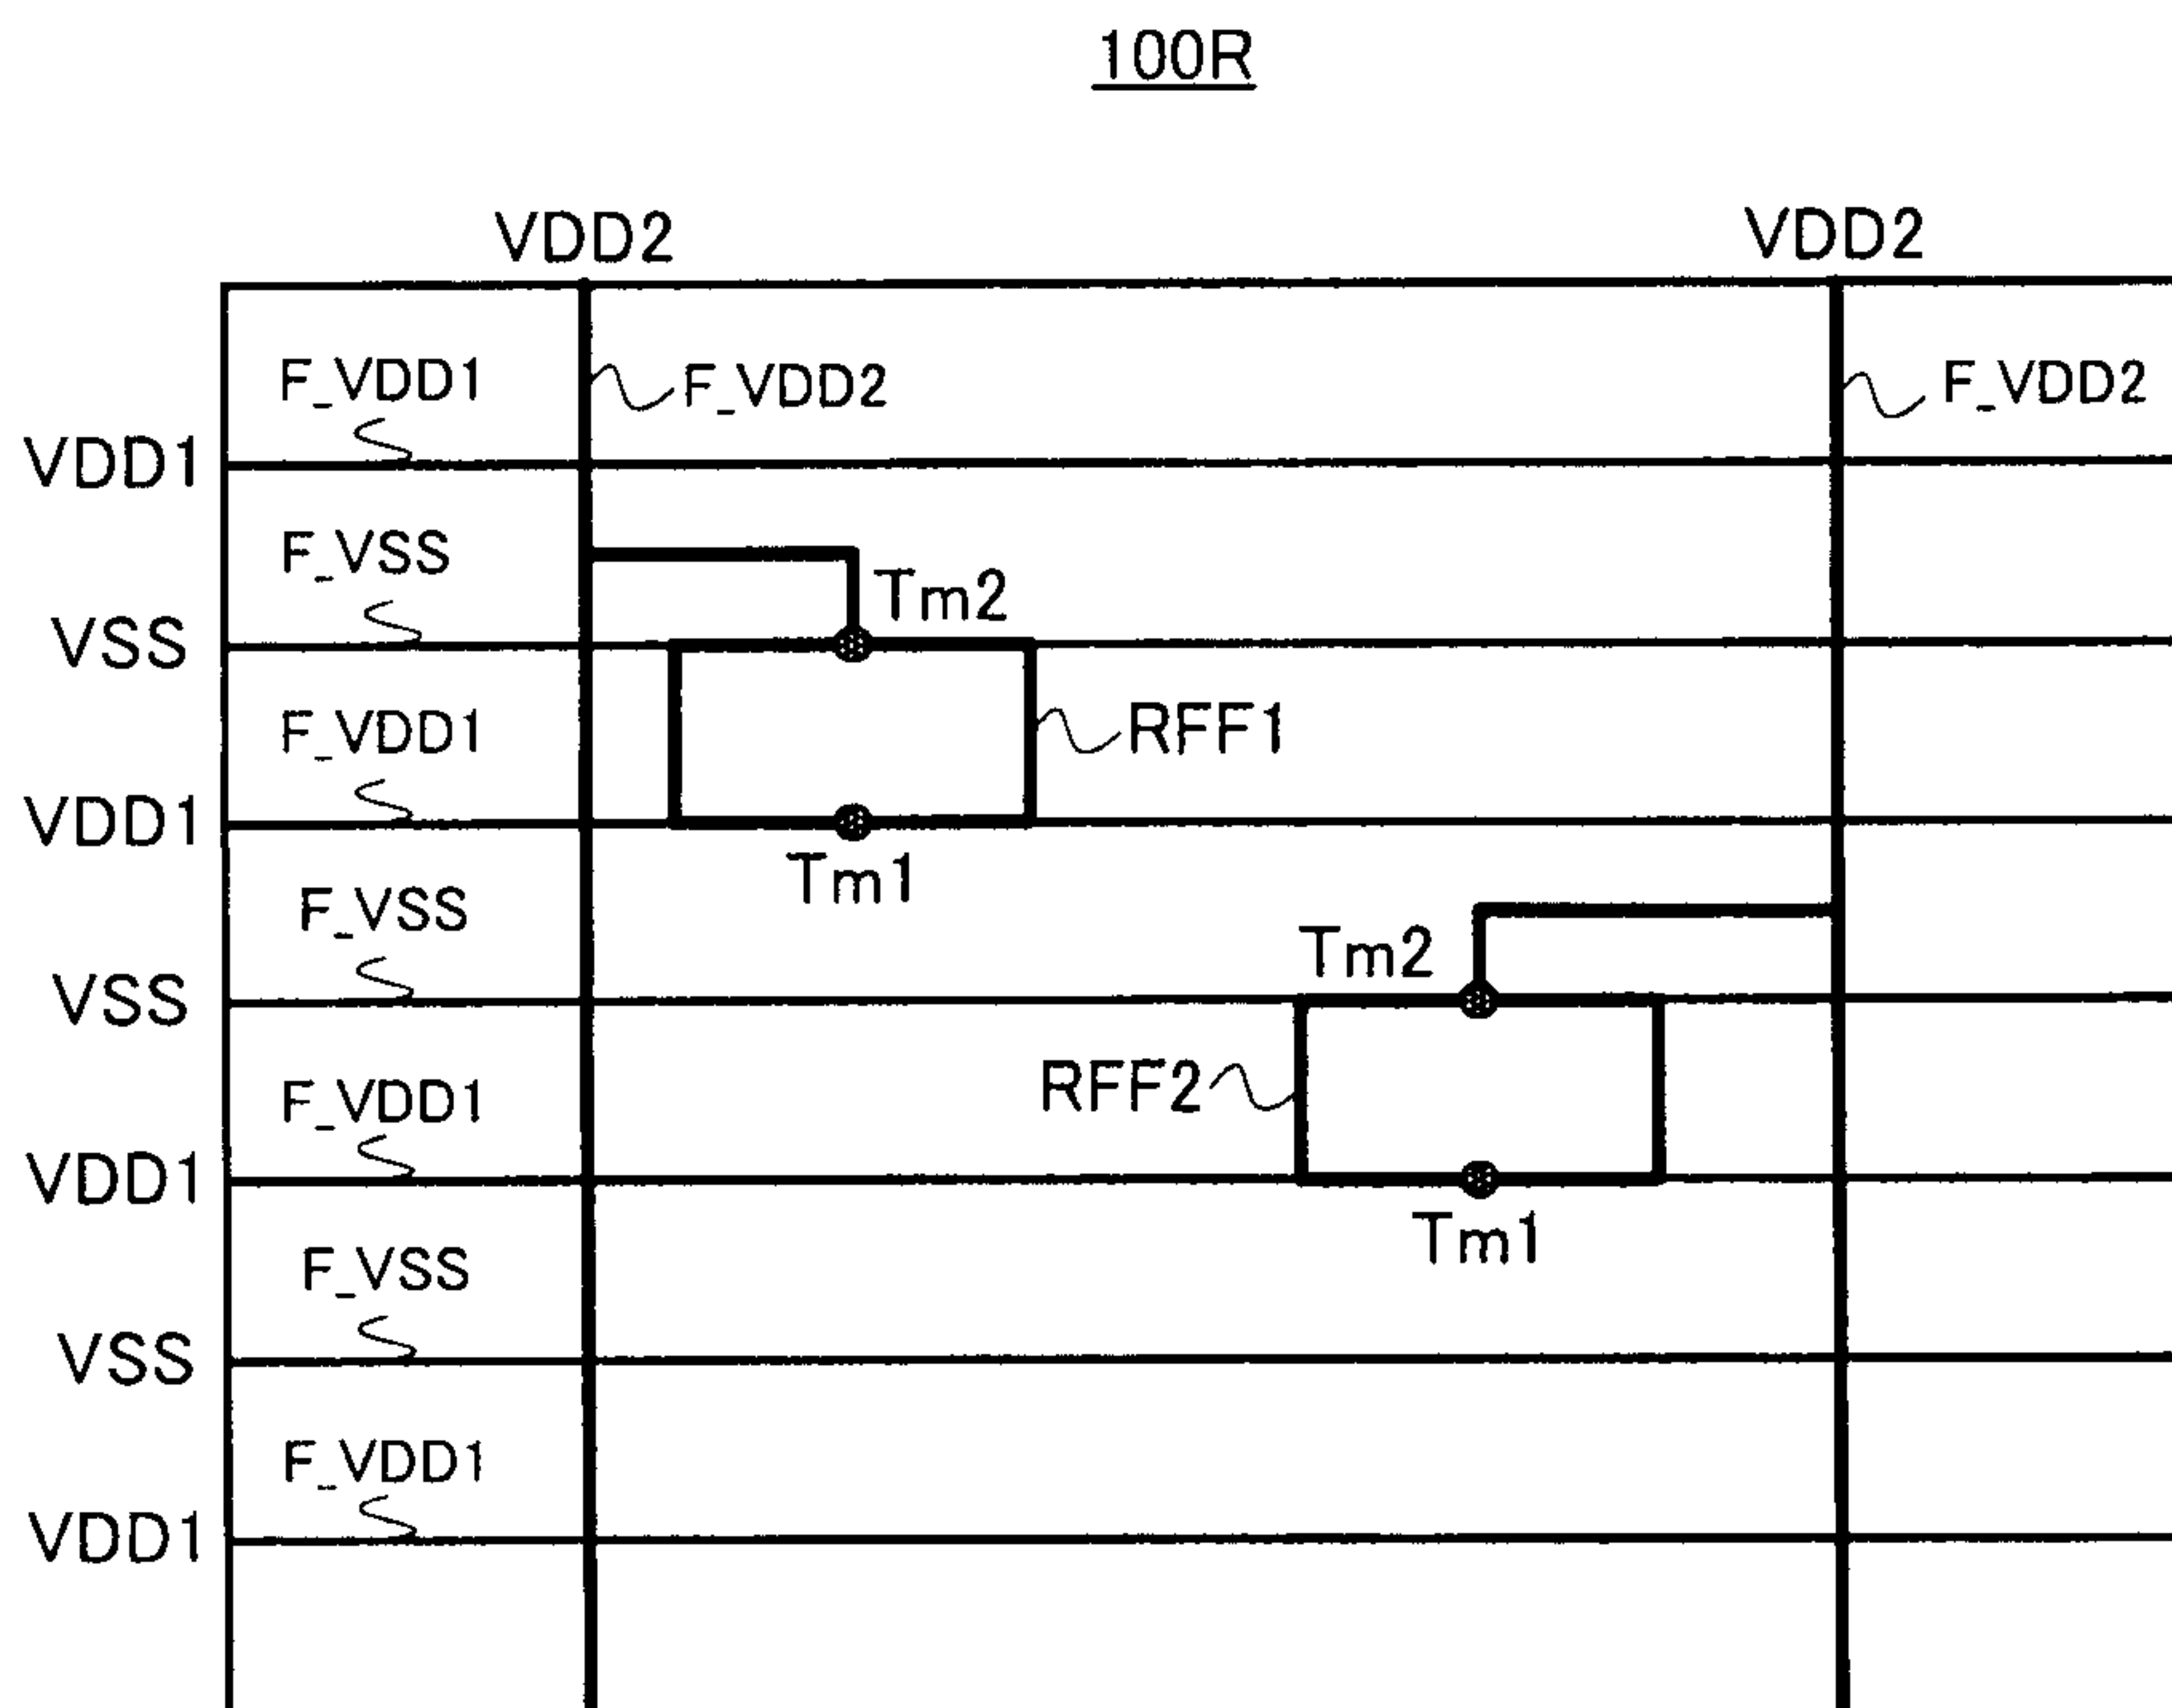 100R
VDD2 VDD2
F_VDD1 F_VDD2 F_VDD2
VDD1
F_VSS
Tm2
VSS
F_VDD1 RFF1
VDD1
Tm1
F_VSS
Tm2
VSS
RFF2
F_VDD1
VDD1
Tm1
F_VSS
VSS
F_VDD1
VDD1